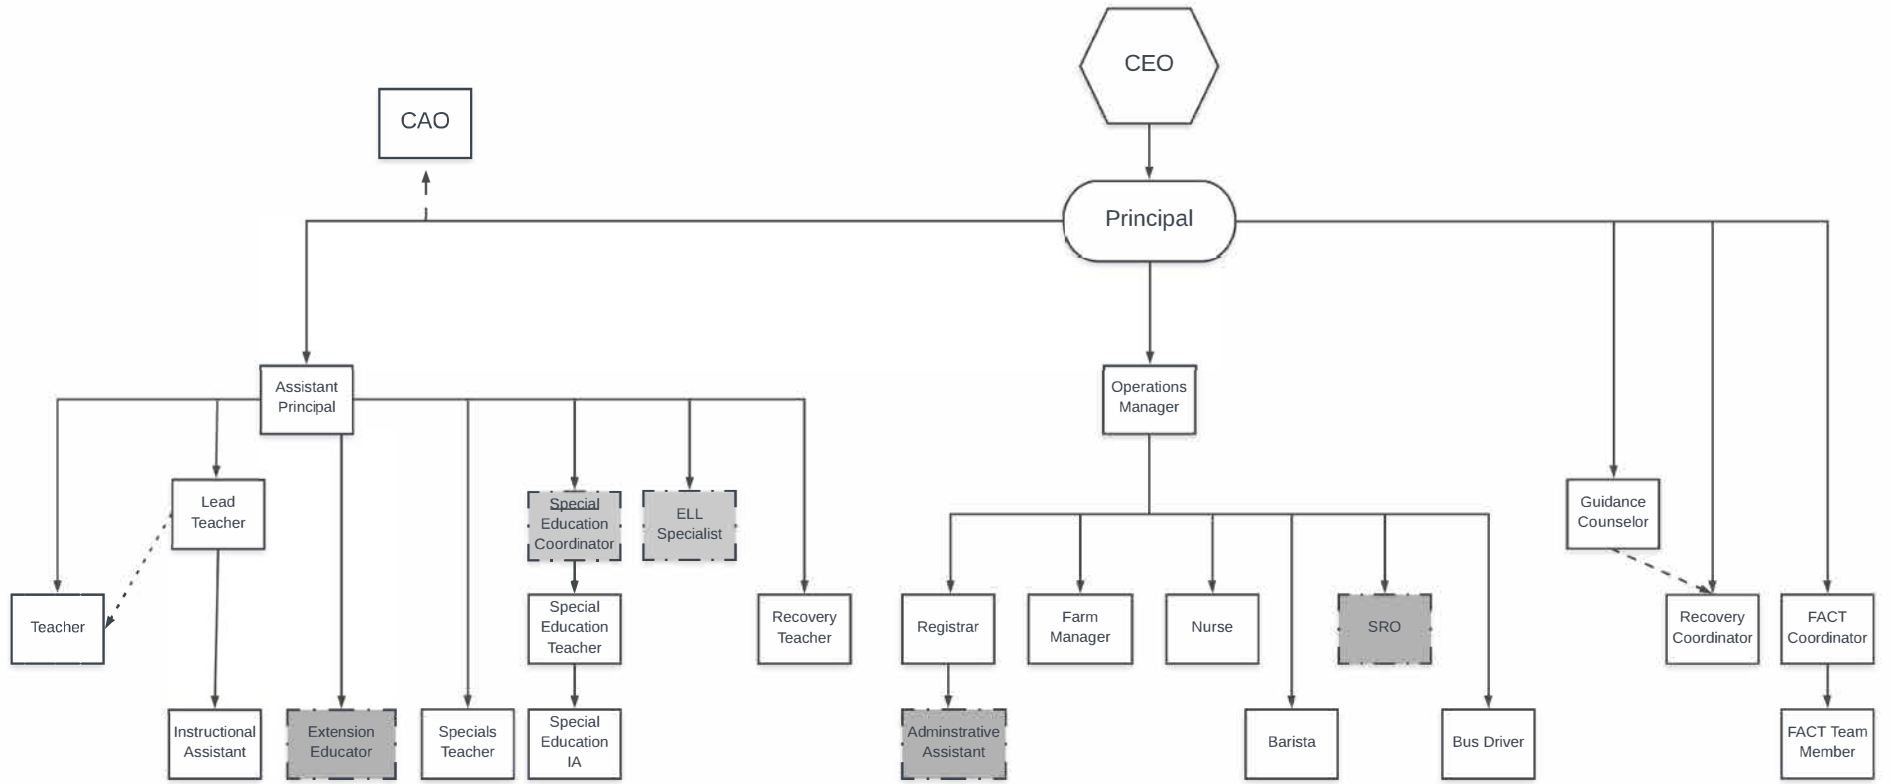 CEO
CAO
Principal
Assistant
Principal
Operations
Manager
Lead
Teacher
Special
Education
Coordinator
ELL
Specialist
Guidance
Counselor
Teacher
Special
Education
Teacher
Recovery
Teacher
Registrar
Farm
Manager
Nurse
SRO
Recovery
Coordinator
FACT
Coordinator
Instructional
Assistant
Extension
Educator
Specials
Teacher
Special
Education
IA
Adminstrative
Assistant
Barista
Bus Driver
FACT Team
Member